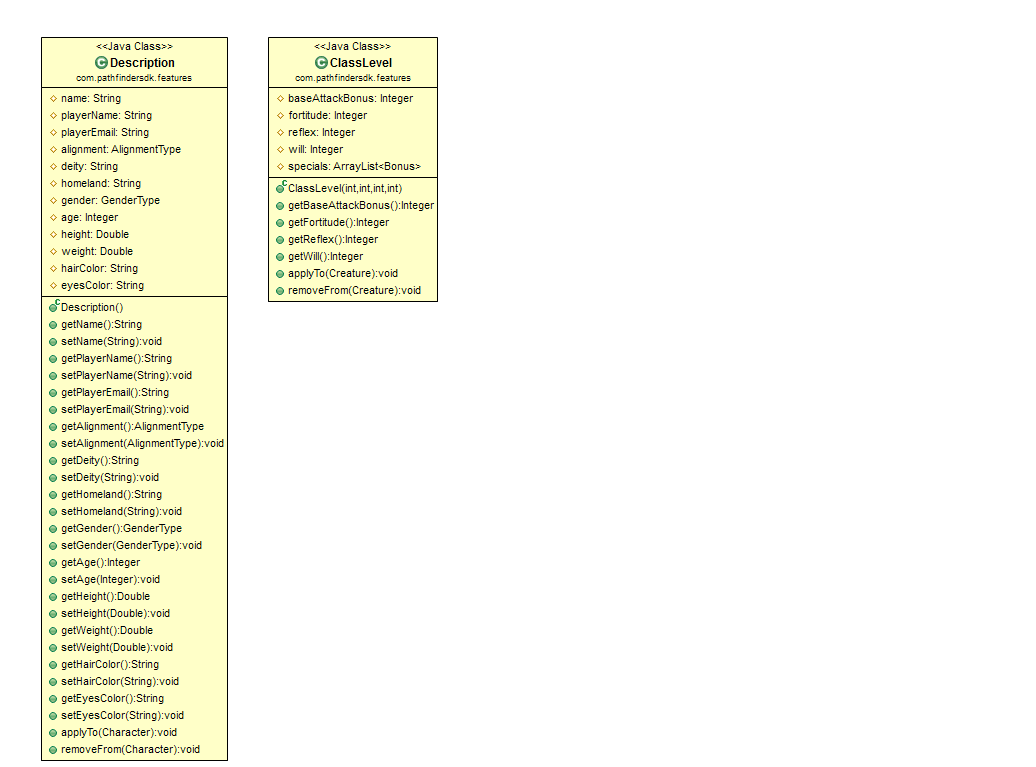 <<Java Class>>
Description
com.pathfindersdk.features
name: String
playerName: String
playerEmail: String
alignment: AlignmentType
deity: String
homeland: String
gender: GenderType
age: Integer
height: Double
weight: Double
hairColor: String
eyesColor: String
Description()
getName():String
setName(String):void
getPlayerName():String
setPlayerName(String):void
getPlayerEmail():String
setPlayerEmail(String):void
getAlignment():AlignmentType
setAlignment(AlignmentType):void
getDeity():String
setDeity(String):void
getHomeland():String
setHomeland(String):void
getGender():GenderType
setGender(GenderType):void
getAge():Integer
setAge(Integer):void
getHeight():Double
setHeight(Double):void
getWeight():Double
setWeight(Double):void
getHairColor():String
setHairColor(String):void
getEyesColor():String
setEyesColor(String):void
applyTo(Character):void
removeFrom(Character):void
<<Java Class>>
ClassLevel
com.pathfindersdk.features
baseAttackBonus: Integer
fortitude: Integer
reflex: Integer
will: Integer
specials: ArrayList<Bonus>
ClassLevel(int,int,int,int)
getBaseAttackBonus():Integer
getFortitude():Integer
getReflex():Integer
getWill():Integer
applyTo(Creature):void
removeFrom(Creature):void